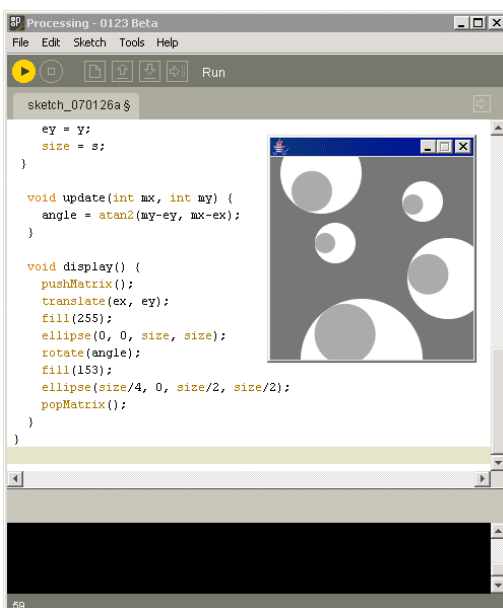 Processing - 0123 Beta
File Edit Sketch Tools Help
Run
sketch_070126a §
ey = y;
size = s;
}
void update(int mx, int my) {
angle = atan2(my-ey, mx-ex);
}
void display() {
pushMatrix();
translate(ex, ey);
fill(255);
ellipse(0, 0, size, size);
rotate(angle);
fill(153);
ellipse(size/4, 0, size/2, size/2);
popMatrix();
}
}
59